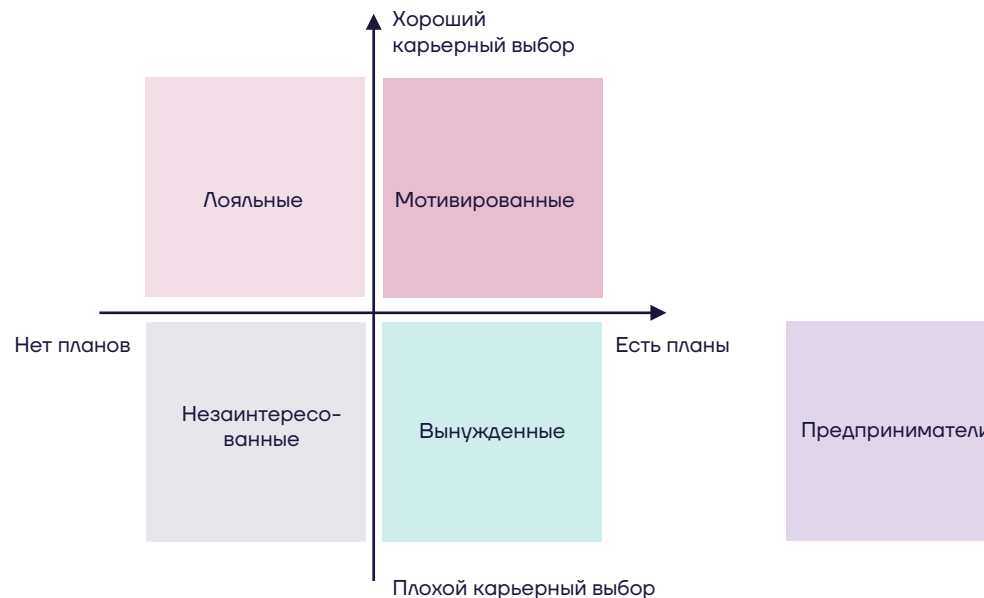 Хороший
карьерный выбор
Лояльные
Мотивированные
Нет планов
Есть планы
Незаинтересо-
ванные
Вынужденные
Предприниматели
Плохой карьерный выбор